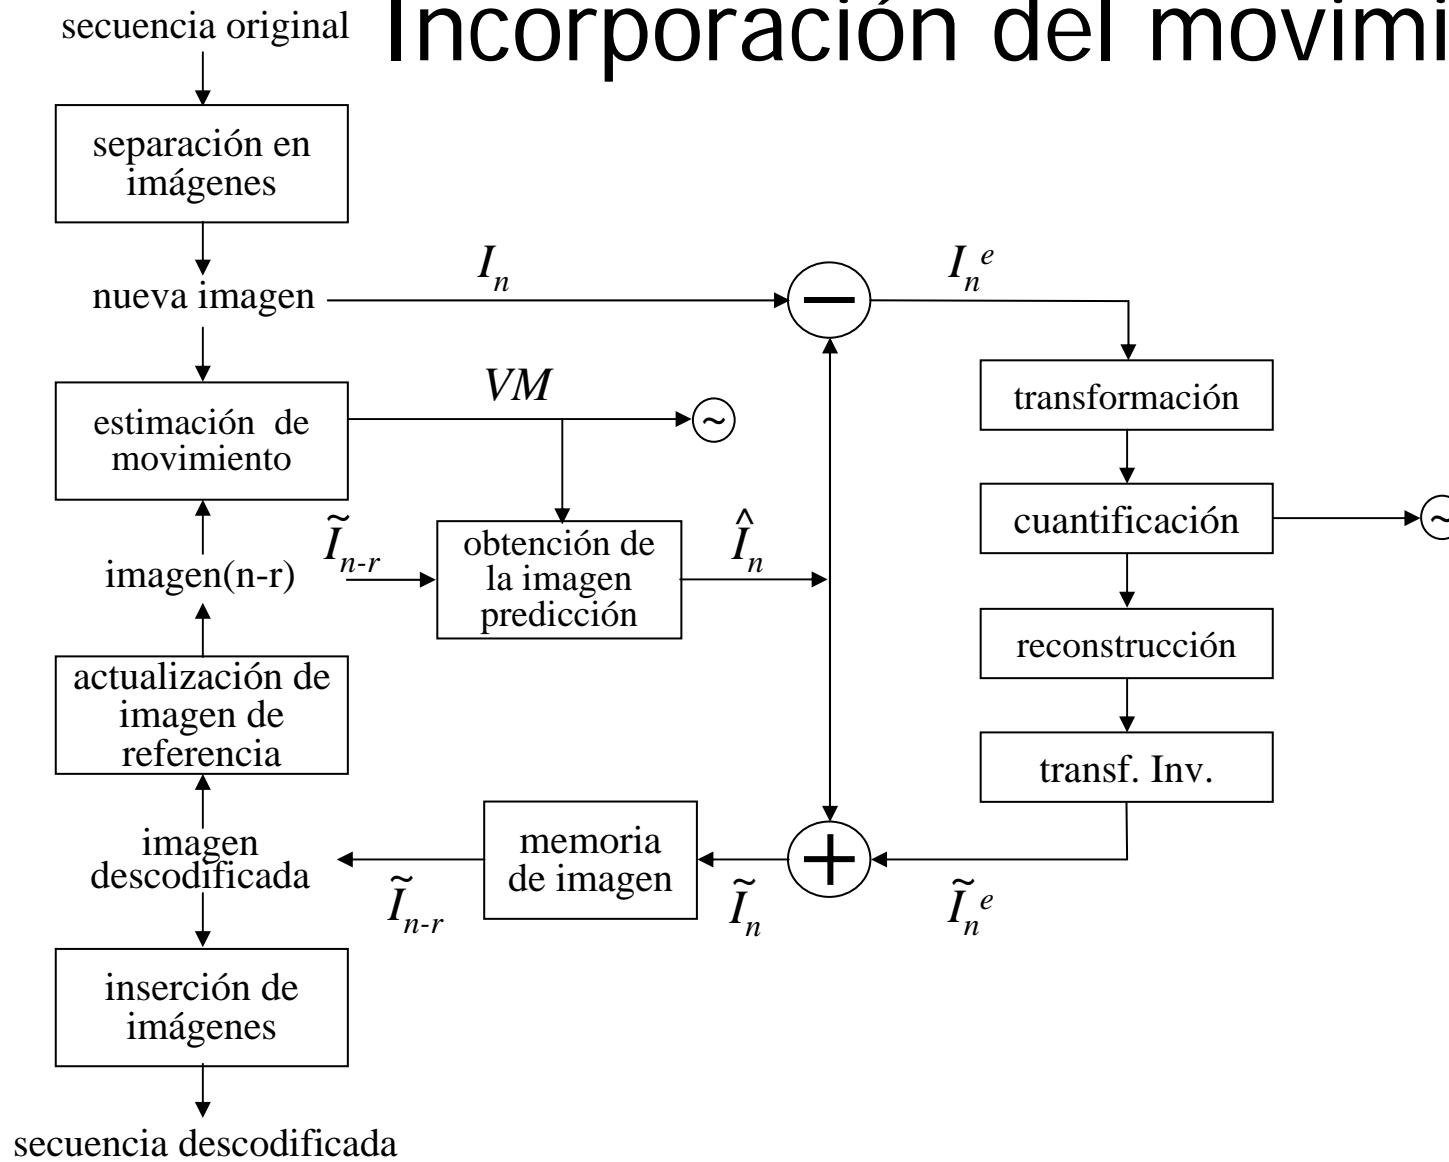 secuencia original
Incorporación del movimi
separación en
imágenes
nueva imagen
I_n
I_n^e
estimación de
movimiento
VM
~
transformación
cuantificación
~
imagen(n-r)
Ĩ_{n-r}
obtención de
la imagen
predicción
Î_n
reconstrucción
actualización de
imagen de
referencia
transf. Inv.
imagen
descodificada
Ĩ_{n-r}
memoria
de imagen
Ĩ_n
Ĩ_n^e
inserción de
imágenes
secuencia descodificada